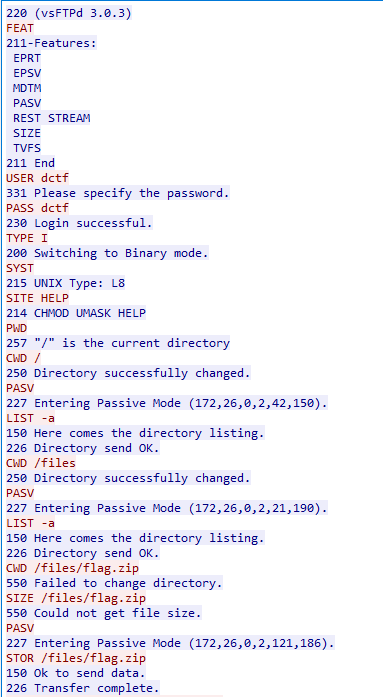 220 (vsFTPd 3.0.3)
FEAT
211-Features:
 EPRT
 EPSV
 MDTM
 PASV
 REST STREAM
 SIZE
 TVFS
211 End
USER dctf
331 Please specify the password.
PASS dctf
230 Login successful.
TYPE I
200 Switching to Binary mode.
SYST
215 UNIX Type: L8
SITE HELP
214 CHMOD UMASK HELP
PWD
257 "/" is the current directory
CWD /
250 Directory successfully changed.
PASV
227 Entering Passive Mode (172,26,0,2,42,150).
LIST -a
150 Here comes the directory listing.
226 Directory send OK.
CWD /files
250 Directory successfully changed.
PASV
227 Entering Passive Mode (172,26,0,2,21,190).
LIST -a
150 Here comes the directory listing.
226 Directory send OK.
CWD /files/flag.zip
550 Failed to change directory.
SIZE /files/flag.zip
550 Could not get file size.
PASV
227 Entering Passive Mode (172,26,0,2,121,186).
STOR /files/flag.zip
150 Ok to send data.
226 Transfer complete.